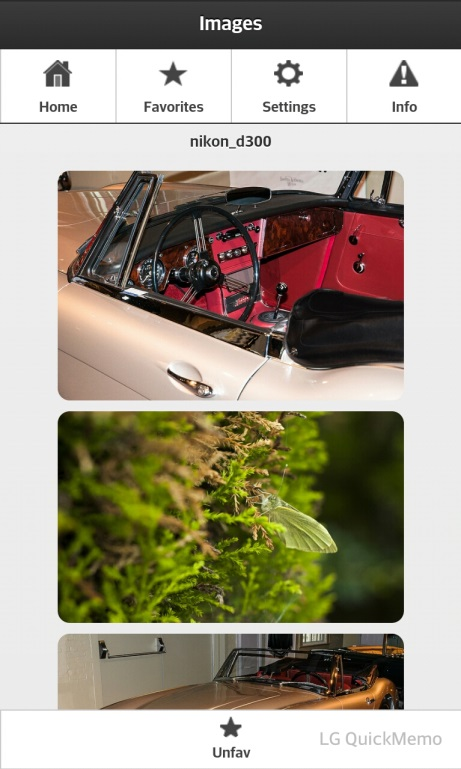 Images
Home
Favorites
Settings
Info
nikon_d300
Unfav
LG QuickMemo